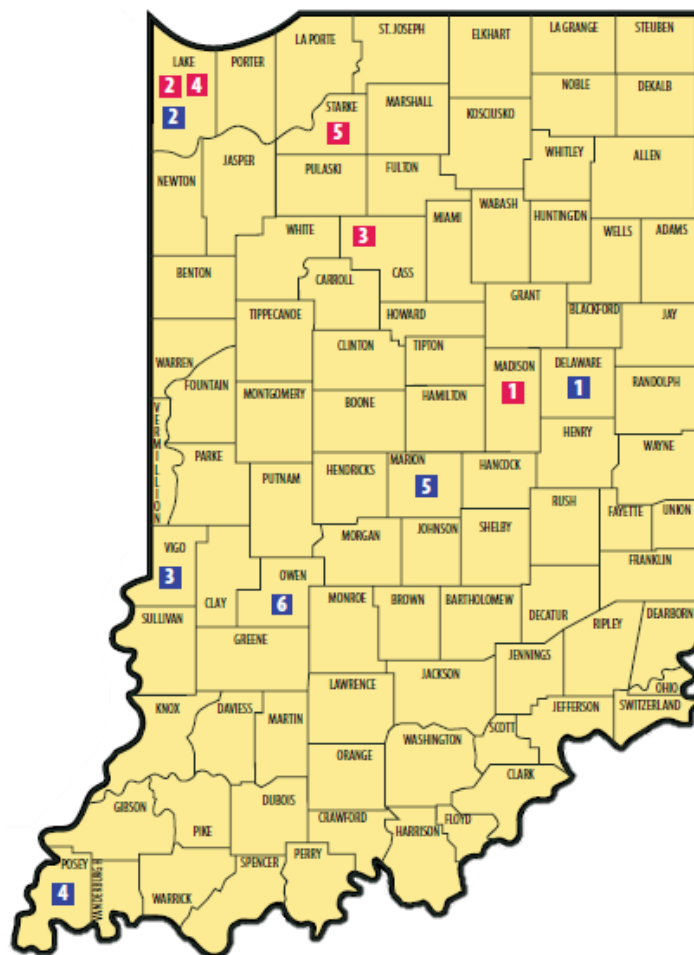 LAKE
PORTER
LA PORTE
ST. JOSEPH
ELKHART
LA GRANGE
STEUBEN
2 4
2
STARKE
5
MARSHALL
KOSCIUSKO
NOBLE
DEKALB
NEWTON
JASPER
PULASKI
FULTON
WHITLEY
ALLEN
WHITE
3
CASS
MIAMI
WABASH
HUNTINGTON
WELLS
ADAMS
BENTON
CARROLL
TIPPECANOE
HOWARD
GRANT
BLACKFORD
JAY
WARREN
FOUNTAIN
CLINTON
TIPTON
MADISON
1
DELAWARE
1
RANDOLPH
VERMILLION
MONTGOMERY
BOONE
HAMILTON
HENRY
WAYNE
PARKE
PUTNAM
HENDRICKS
MARION
5
HANCOCK
RUSH
FAYETTE
UNION
VIGO
3
CLAY
OWEN
6
MORGAN
JOHNSON
SHELBY
FRANKLIN
SULLIVAN
GREENE
MONROE
BROWN
BARTHOLOMEW
DECATUR
RIPLEY
DEARBORN
KNOX
DAVIESS
MARTIN
LAWRENCE
JACKSON
JENNINGS
JEFFERSON
OHIO
SWITZERLAND
ORANGE
WASHINGTON
SCOTT
CLARK
GIBSON
PIKE
DUBOIS
CRAWFORD
HARRISON
FLOYD
POSEY
4
VANDERBURGH
WARRICK
SPENCER
PERRY